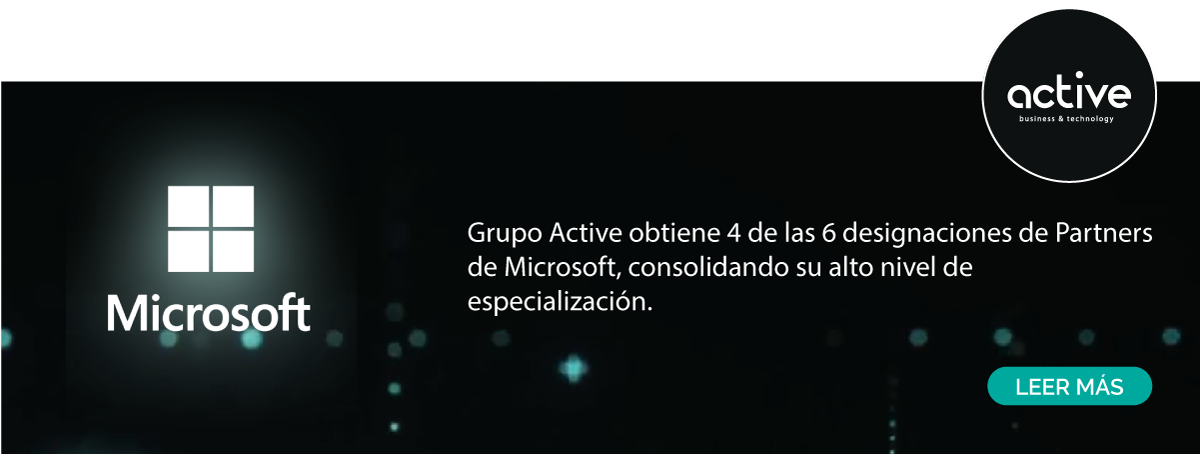 active
business & technology
Grupo Active obtiene 4 de las 6 designaciones de Partners
de Microsoft, consolidando su alto nivel de
especialización.
Microsoft
LEER MÁS